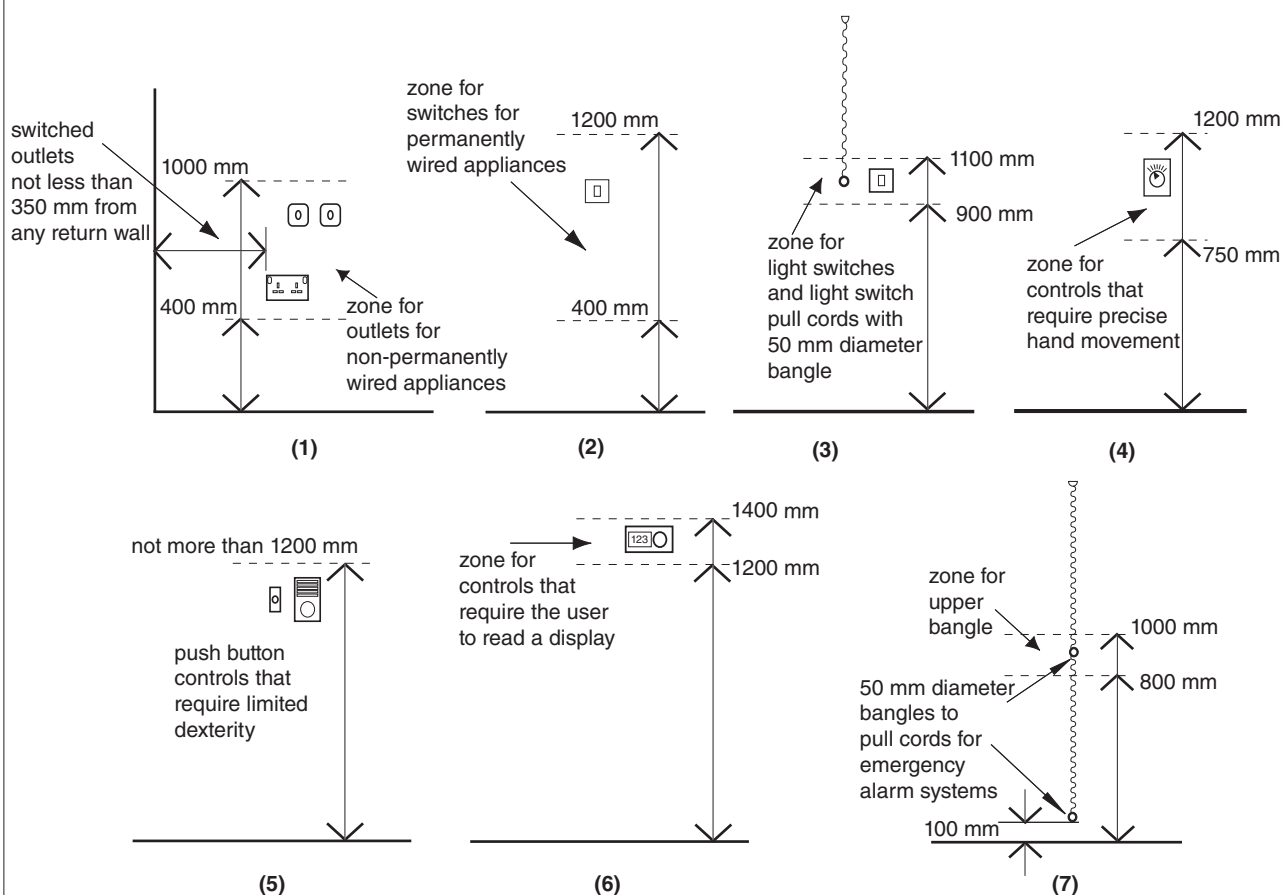 switched
outlets
not less than
350 mm from
any return wall
1000 mm
400 mm
zone for
outlets for
non-permanently
wired appliances
(1)
zone for
switches for
permanently
wired appliances
1200 mm
400 mm
(2)
1100 mm
900 mm
zone for
light switches
and light switch
pull cords with
50 mm diameter
bangle
(3)
1200 mm
750 mm
zone for
controls that
require precise
hand movement
(4)
not more than 1200 mm
push button
controls that
require limited
dexterity
(5)
1400 mm
123
1200 mm
zone for
controls that
require the user
to read a display
(6)
zone for
upper
bangle
1000 mm
800 mm
50 mm diameter
bangles to
pull cords for
emergency
alarm systems
100 mm
(7)